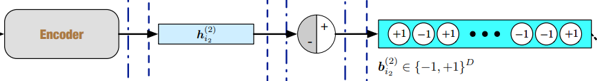 Encoder
h_{i_2}^{(2)}
+
-
+1 -1 +1 ••• -1 -1 +1
b_{i_2}^{(2)} ∈ {-1, +1}^D